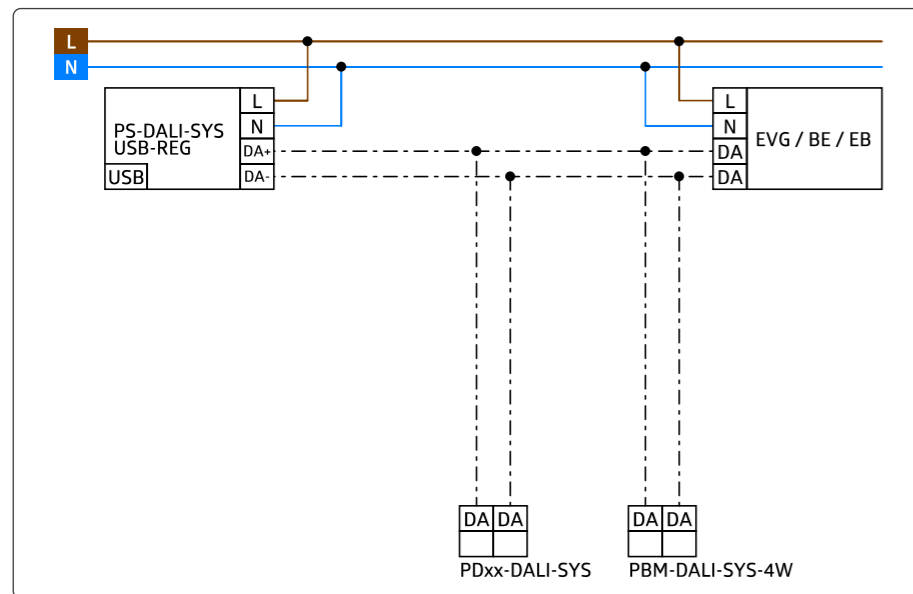 L
N
PS-DALI-SYS
USB-REG
USB
L
N
DA+
DA-
L
N
DA
DA
EVG / BE / EB
DA DA
PDxx-DALI-SYS
DA DA
PBM-DALI-SYS-4W